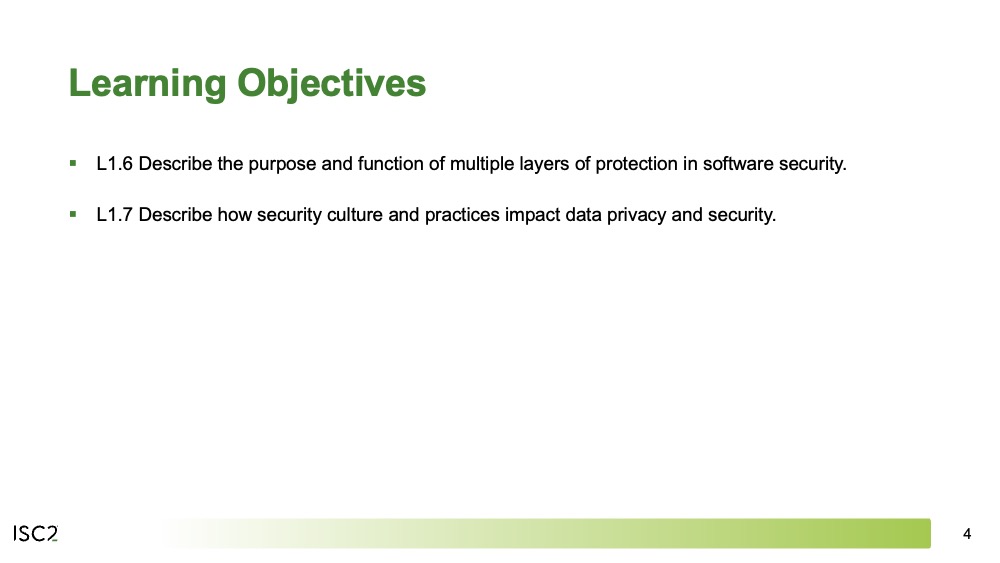 Learning Objectives
▪ L1.6 Describe the purpose and function of multiple layers of protection in software security.
▪ L1.7 Describe how security culture and practices impact data privacy and security.
ISC2
4